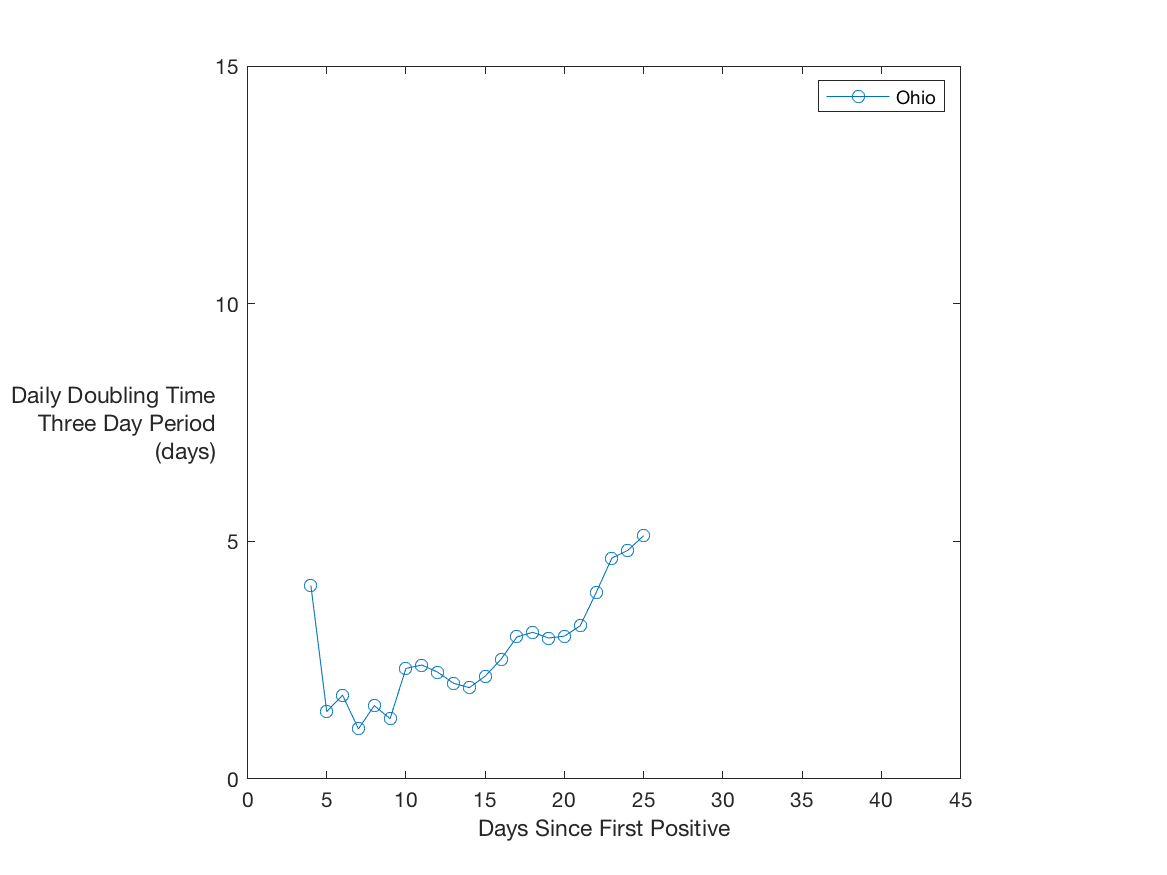 15
Ohio
10
Daily Doubling Time
Three Day Period
(days)
5
0
0 5 10 15 20 25 30 35 40 45
Days Since First Positive